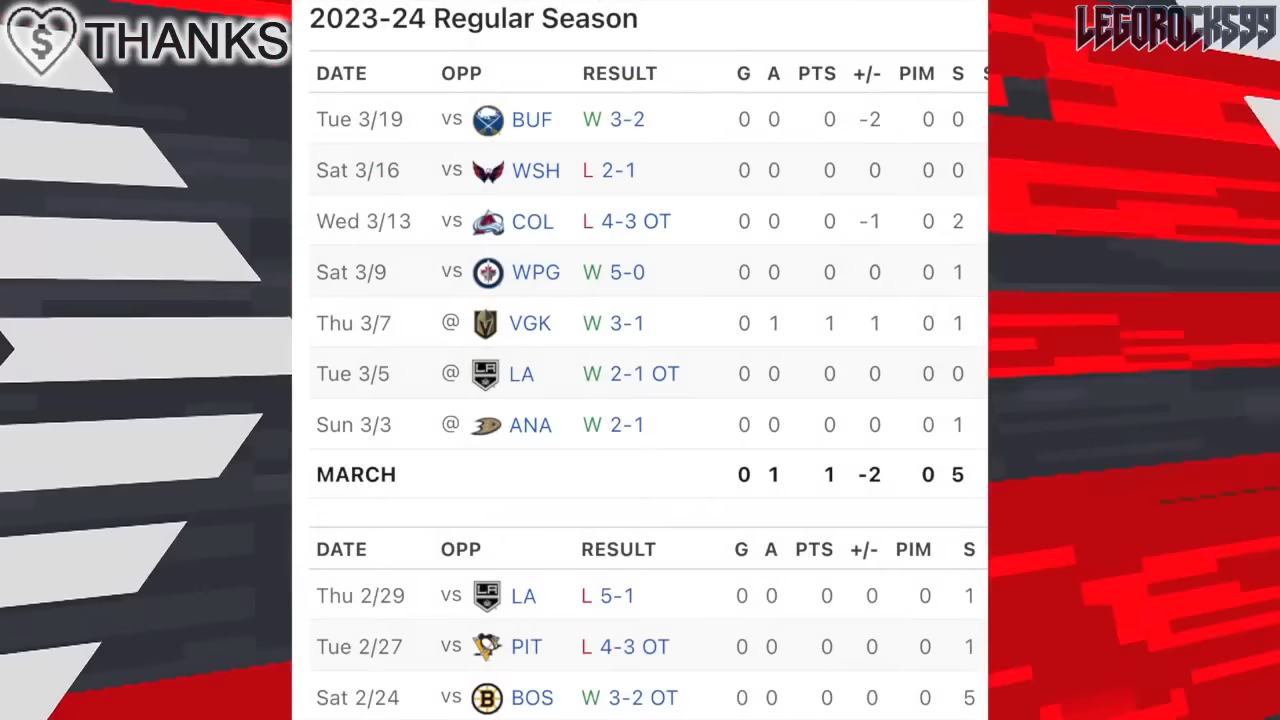 THANKS
LEGOROCKS99
2023-24 Regular Season
DATE OPP RESULT G A PTS +/- PIM S
Tue 3/19 vs BUF W 3-2 0 0 0 -2 0 0
Sat 3/16 vs WSH L 2-1 0 0 0 0 0 0
Wed 3/13 vs COL L 4-3 OT 0 0 0 -1 0 2
Sat 3/9 vs WPG W 5-0 0 0 0 0 0 1
Thu 3/7 @ VGK W 3-1 0 1 1 1 0 1
Tue 3/5 @ LA W 2-1 OT 0 0 0 0 0 0
Sun 3/3 @ ANA W 2-1 0 0 0 0 0 1
MARCH 0 1 1 -2 0 5
DATE OPP RESULT G A PTS +/- PIM S
Thu 2/29 vs LA L 5-1 0 0 0 0 0 1
Tue 2/27 vs PIT L 4-3 OT 0 0 0 0 0 1
Sat 2/24 vs BOS W 3-2 OT 0 0 0 0 0 5